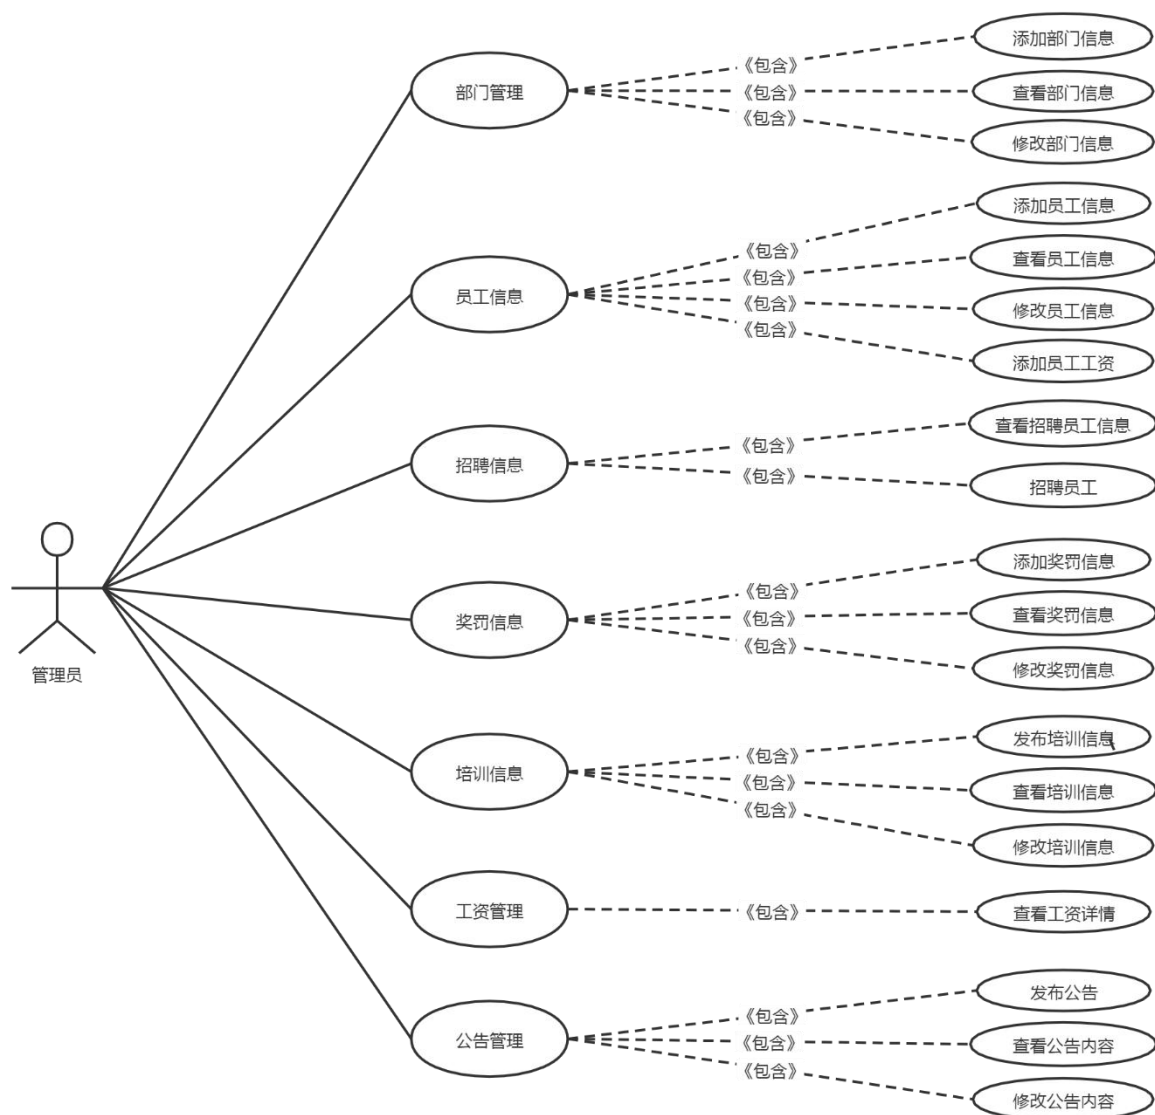 添加部门信息
《包含》
部门管理
《包含》
查看部门信息
《包含》
修改部门信息
添加员工信息
《包含》
查看员工信息
《包含》
员工信息
《包含》
修改员工信息
《包含》
添加员工工资
查看招聘员工信息
《包含》
招聘信息
《包含》
招聘员工
添加奖罚信息
《包含》
奖罚信息
《包含》
查看奖罚信息
《包含》
修改奖罚信息
管理员
发布培训信息
《包含》
培训信息
《包含》
查看培训信息
《包含》
修改培训信息
工资管理
《包含》
查看工资详情
发布公告
《包含》
公告管理
《包含》
查看公告内容
《包含》
修改公告内容